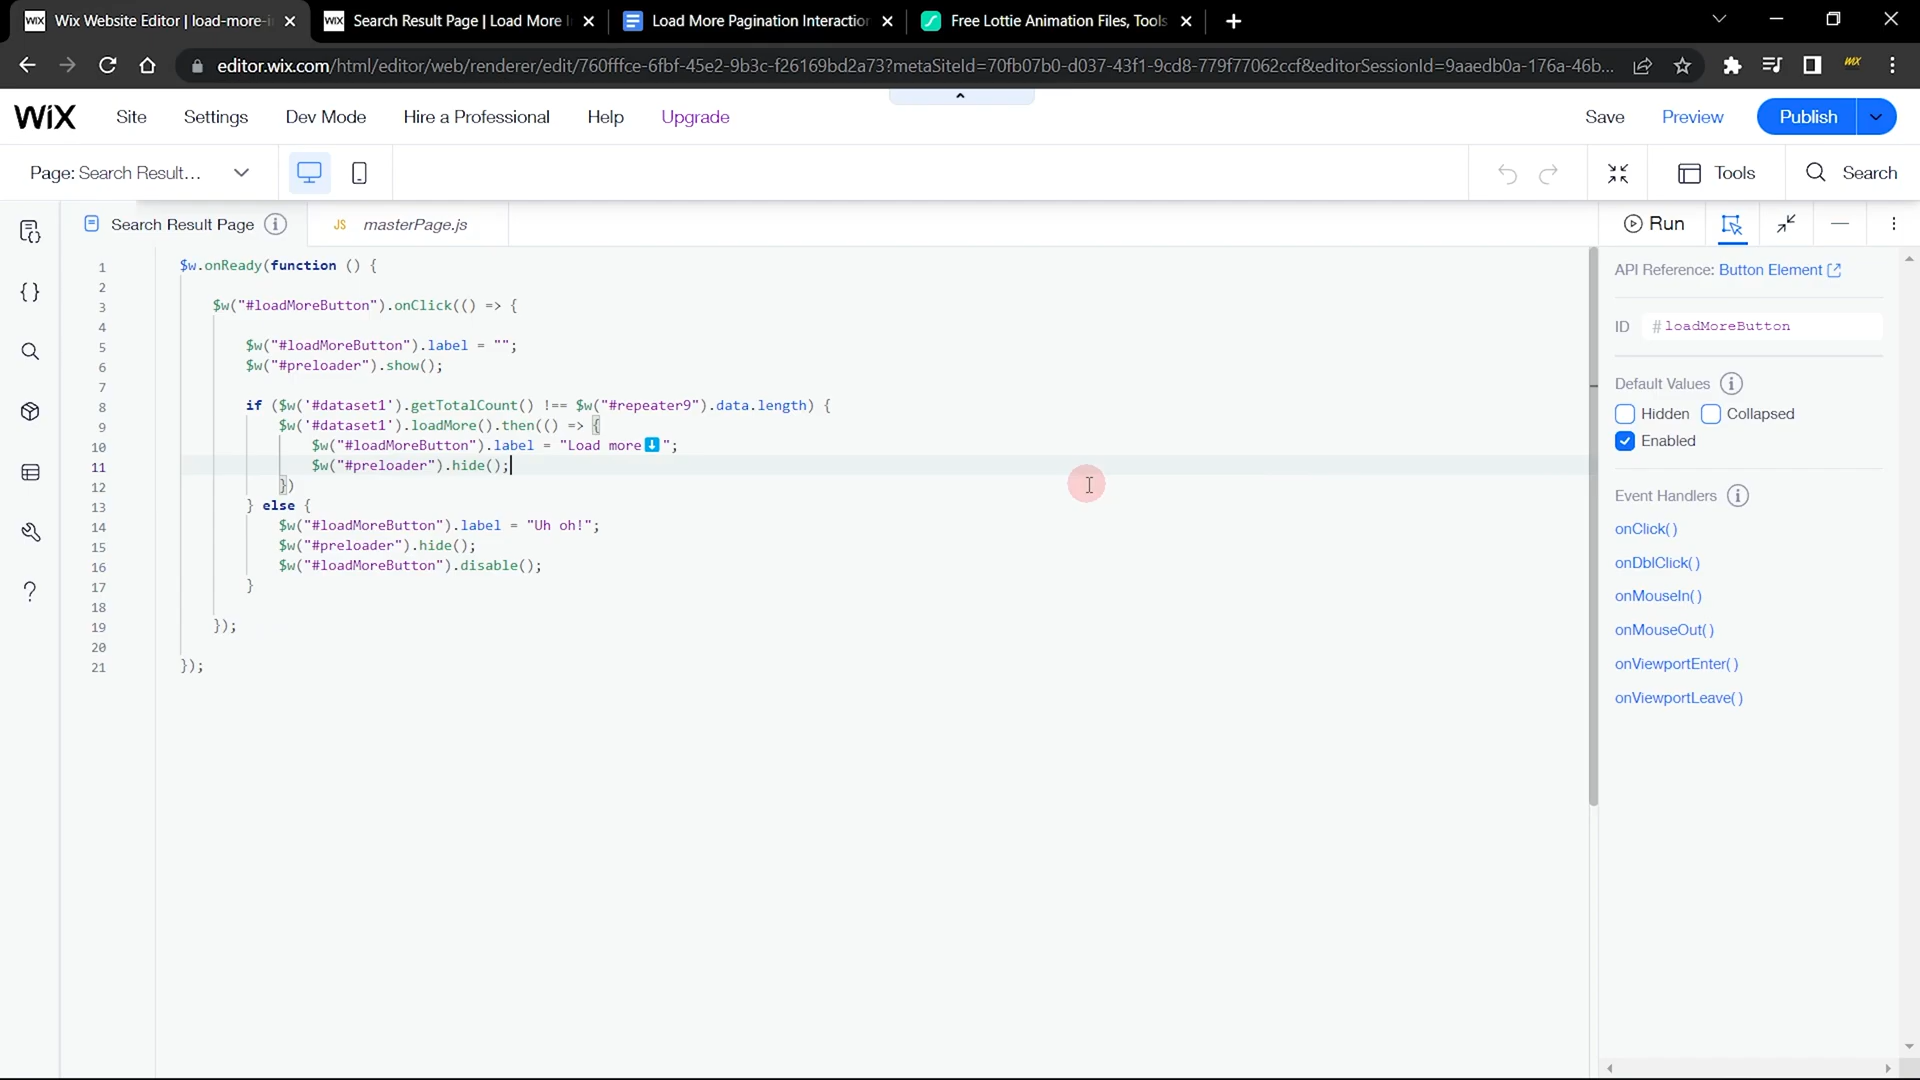 Wix Website Editor | load-more-i
Search Result Page | Load More I
Load More Pagination Interaction
Free Lottie Animation Files, Tools
editor.wix.com/html/editor/web/renderer/edit/760fffce-6fbf-45e2-9b3c-f26169bd2a73?metaSiteId=70fb07b0-d037-43f1-9cd8-779f77062ccf&editorSessionId=9aaedb0a-176a-46b...
WiX
Site
Settings
Dev Mode
Hire a Professional
Help
Upgrade
Save
Preview
Publish
Page: Search Result...
Tools
Search
Search Result Page
JS masterPage.js
Run
1 $w.onReady(function () {
2
3 $w("#loadMoreButton").onClick(() => {
4
5 $w("#loadMoreButton").label = "";
6 $w("#preloader").show();
7
8 if ($w('#dataset1').getTotalCount() !== $w("#repeater9").data.length) {
9 $w('#dataset1').loadMore().then(() => {
10 $w("#loadMoreButton").label = "Load more⬇️";
11 $w("#preloader").hide();
12 })
13 } else {
14 $w("#loadMoreButton").label = "Uh oh!";
15 $w("#preloader").hide();
16 $w("#loadMoreButton").disable();
17 }
18
19 });
20
21 });
API Reference: Button Element
ID # loadMoreButton
Default Values
Hidden
Collapsed
Enabled
Event Handlers
onClick()
onDblClick()
onMouseIn()
onMouseOut()
onViewportEnter()
onViewportLeave()